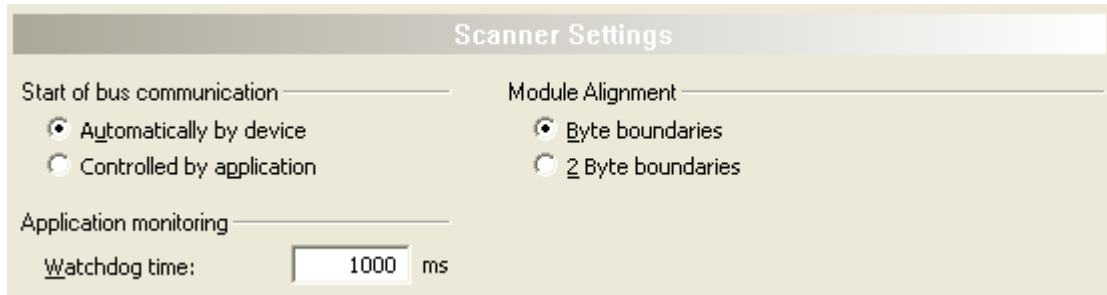 Scanner Settings
Start of bus communication
Automatically by device
Controlled by application
Module Alignment
Byte boundaries
2 Byte boundaries
Application monitoring
Watchdog time: 1000 ms